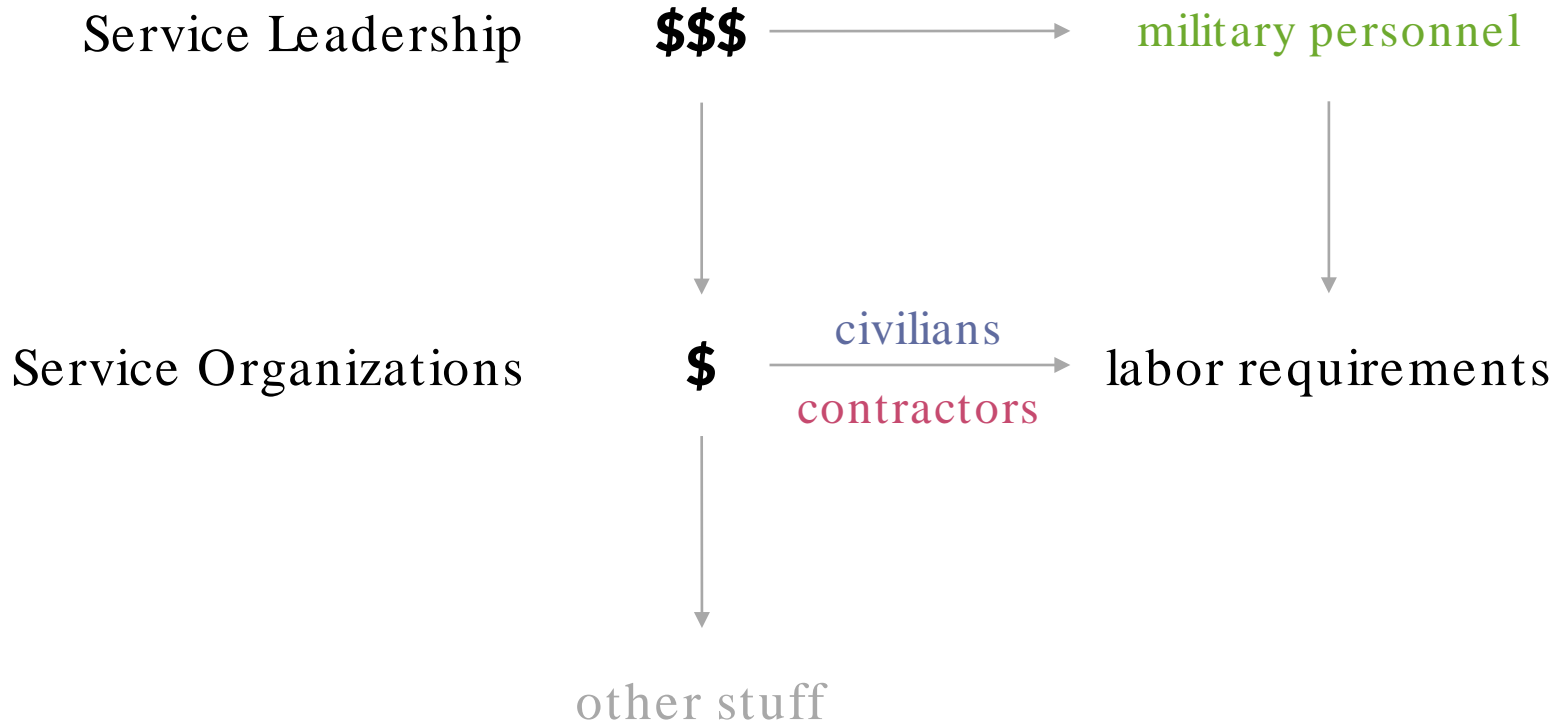 Service Leadership $$$ military personnel
civilians
Service Organizations $ labor requirements
contractors
other stuff